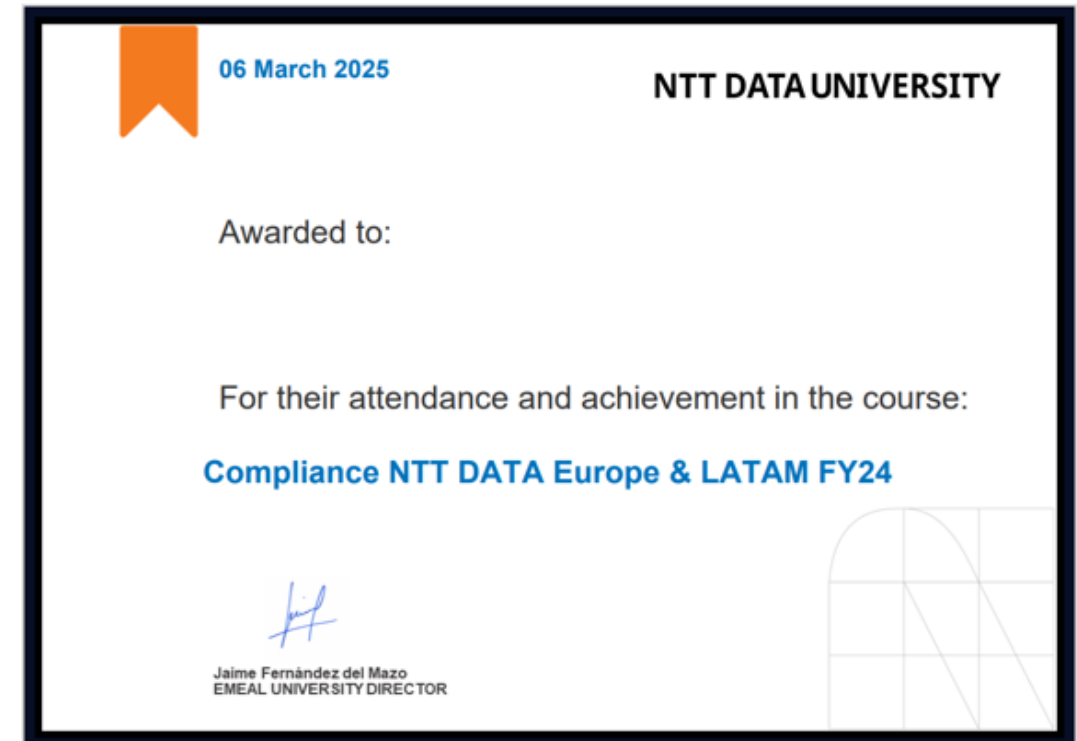 06 March 2025
NTT DATA UNIVERSITY
Awarded to:
For their attendance and achievement in the course:
Compliance NTT DATA Europe & LATAM FY24
Jaime Fernández del Mazo
EMEAL UNIVERSITY DIRECTOR